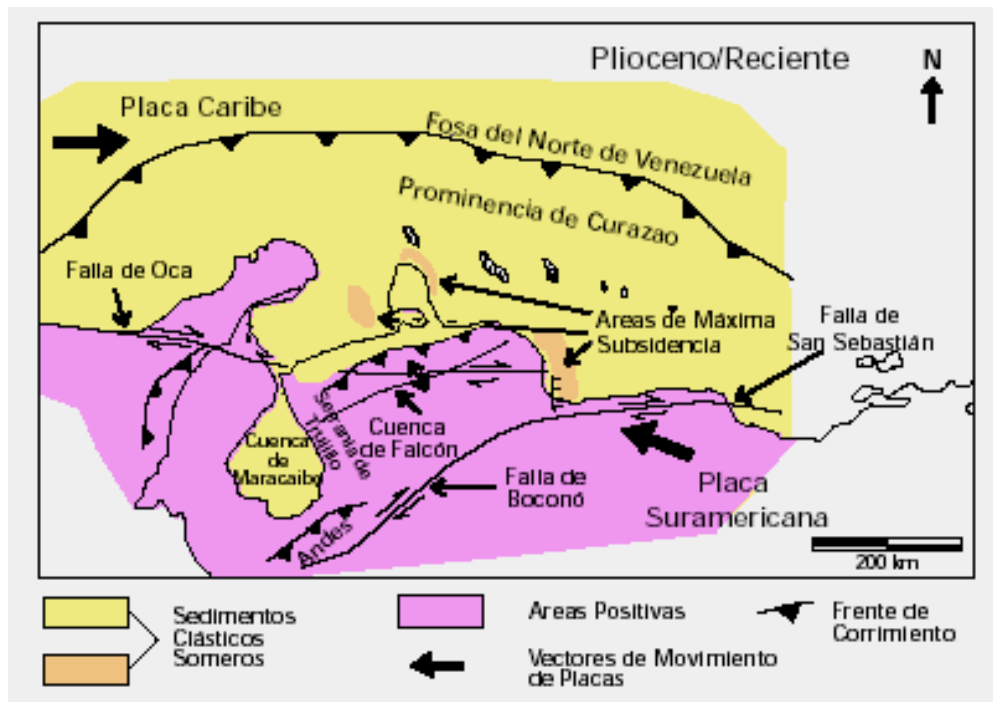 Plioceno/Reciente
N
Placa Caribe
Fosa del Norte de Venezuela
Prominencia de Curazao
Falla de Oca
Areas de Máxima
Subsidencia
Falla de
San Sebastián
Serranía de
Trujillo
Cuenca
de Falcón
Cuenca
de
Maracaibo
Falla de
Boconó
Andes
Placa
Suramericana
200 km
Sedimentos
Clásticos
Someros
Areas Positivas
Vectores de Movimiento
de Placas
Frente de
Corrimiento